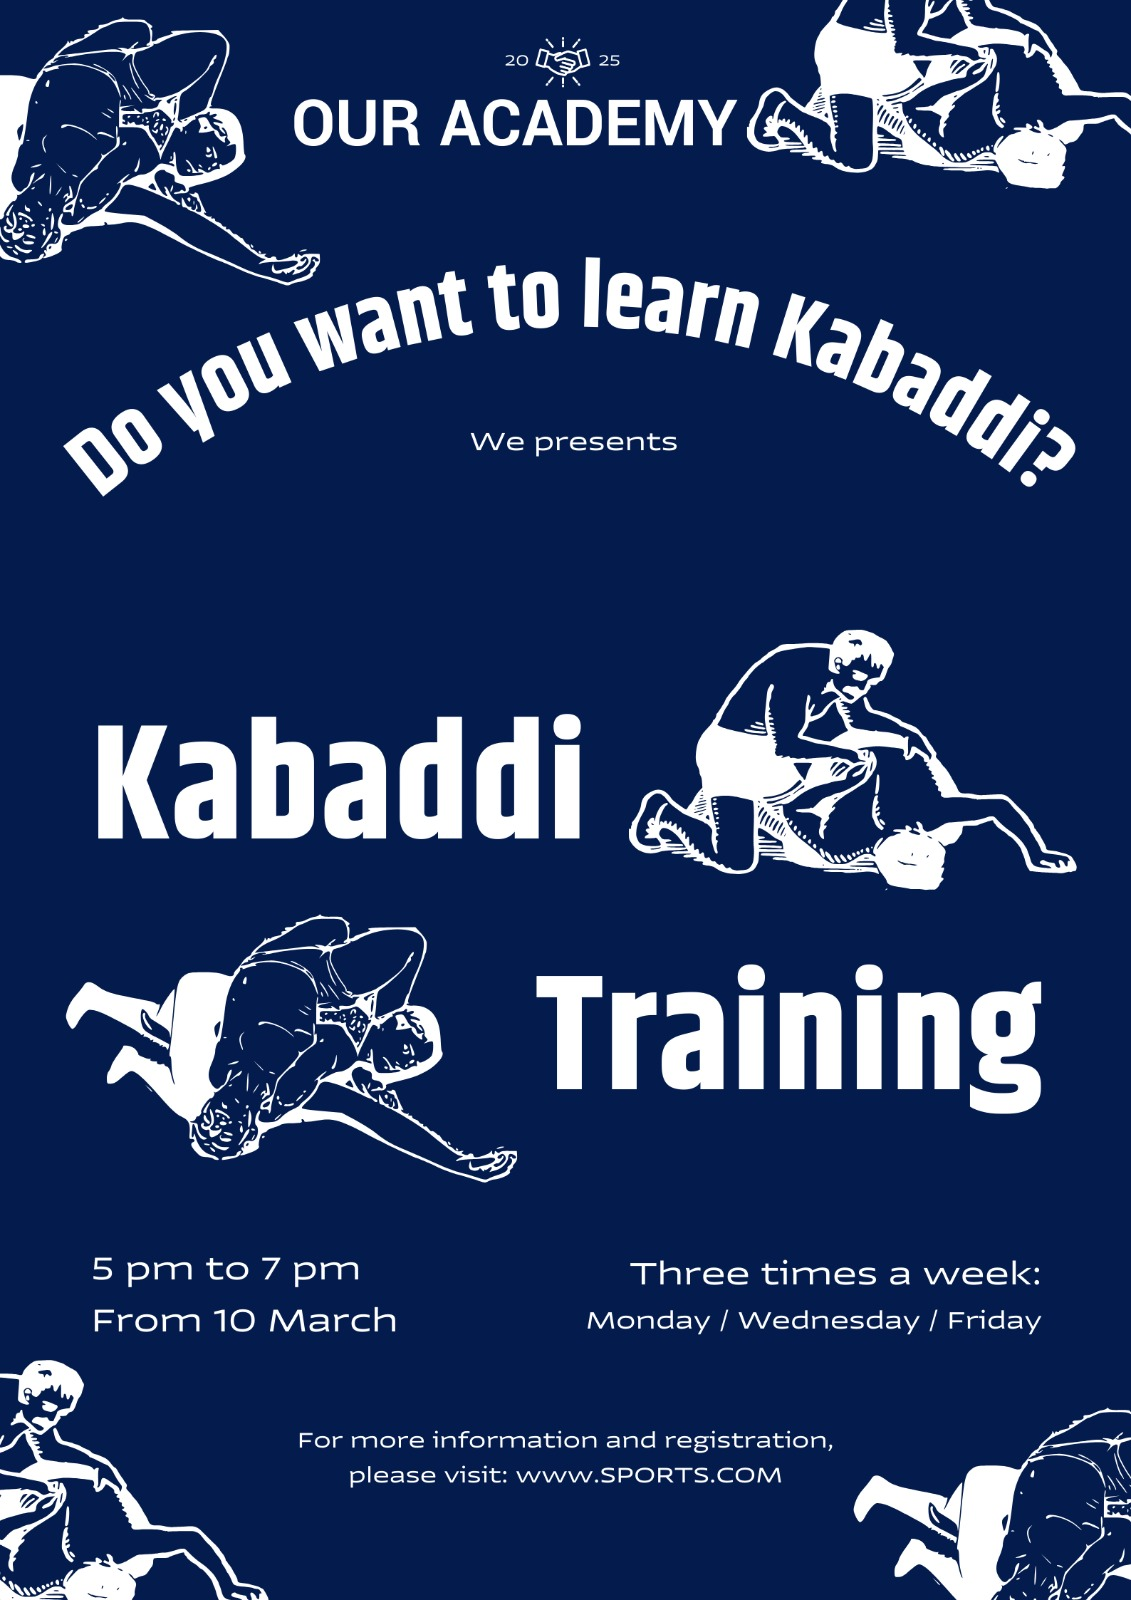 20 25
OUR ACADEMY
Do you want to learn Kabaddi?
We presents
Kabaddi
Training
5 pm to 7 pm
From 10 March
Three times a week:
Monday / Wednesday / Friday
For more information and registration,
please visit: www.SPORTS.COM